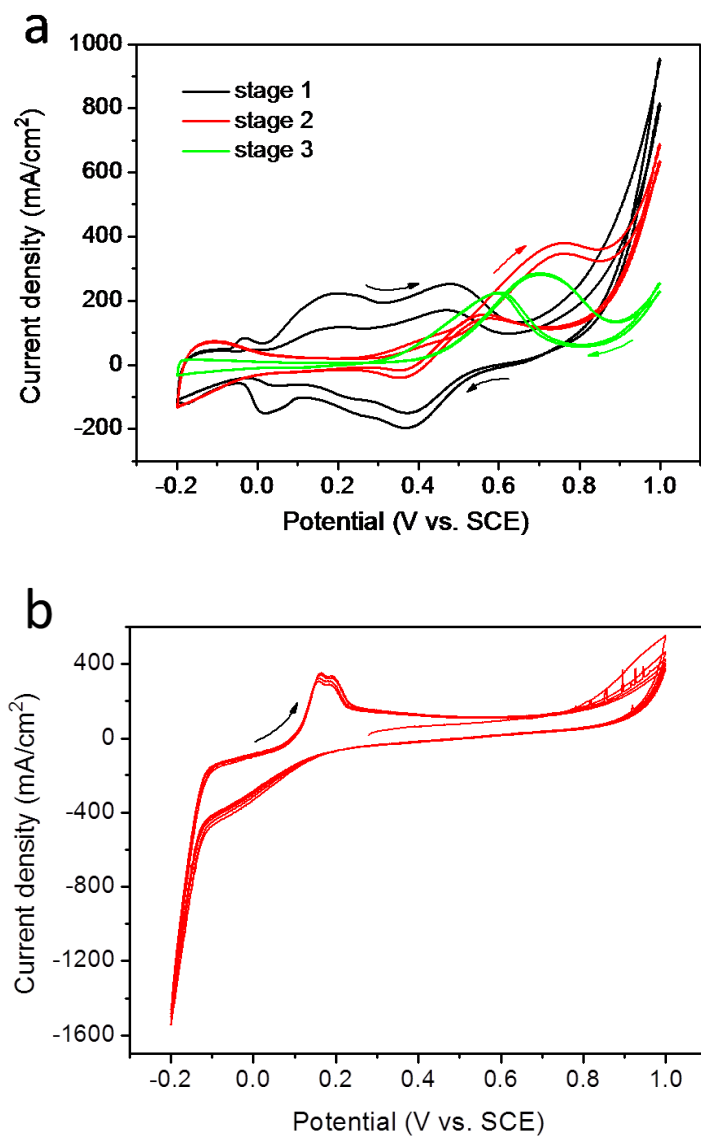 a
1000
800
600
400
200
0
-200
stage 1
stage 2
stage 3
Current density (mA/cm²)
-0.2 0.0 0.2 0.4 0.6 0.8 1.0
Potential (V vs. SCE)
b
400
0
-400
-800
-1200
-1600
Current density (mA/cm²)
-0.2 0.0 0.2 0.4 0.6 0.8 1.0
Potential (V vs. SCE)